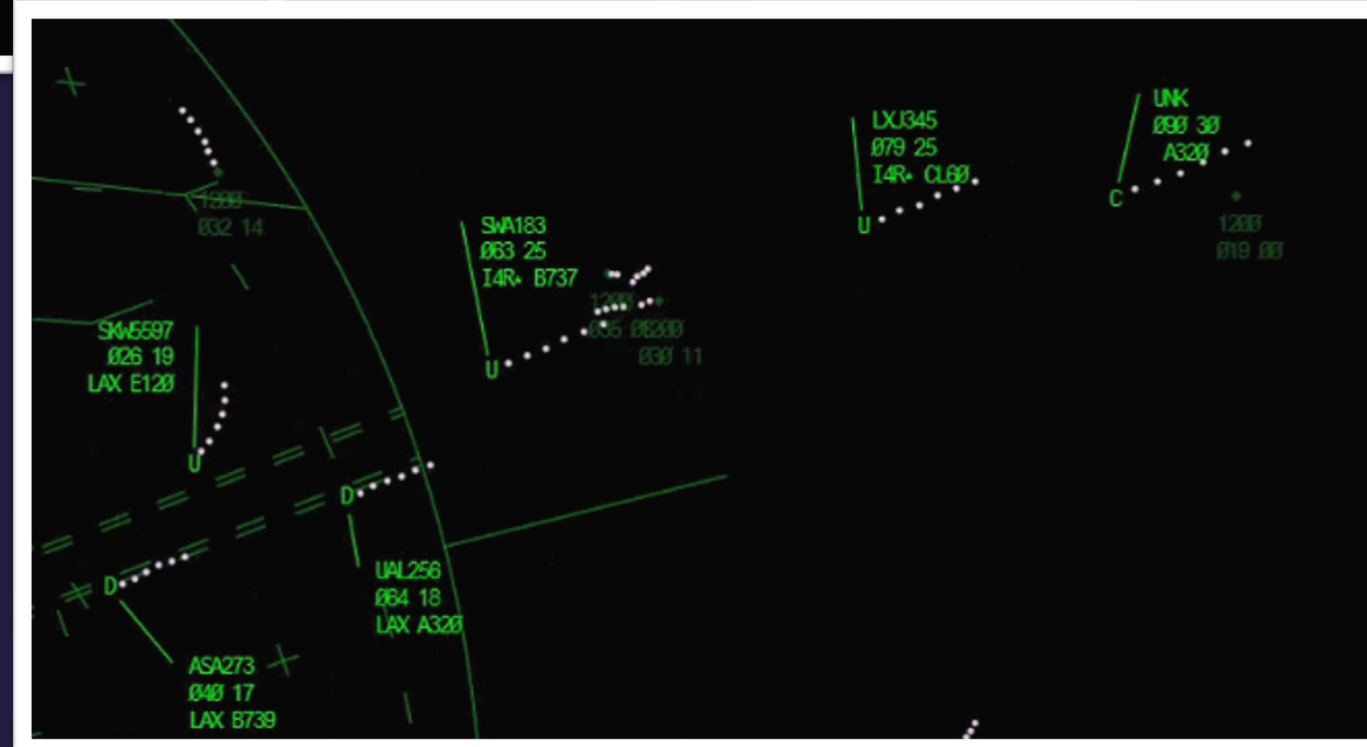 UNK
Ø9Ø 3Ø
A32Ø
LXJ345
Ø79 25
I4R* CL6Ø
12ØØ
Ø32 14
12ØØ
Ø19 ØØ
SWA183
Ø63 25
I4R* B737
12ØØ
Ø3Ø 11
SKW5597
Ø26 19
LAX E12Ø
U
U
U
C
D
D
UAL256
Ø64 18
LAX A32Ø
ASA273
Ø4Ø 17
LAX B739